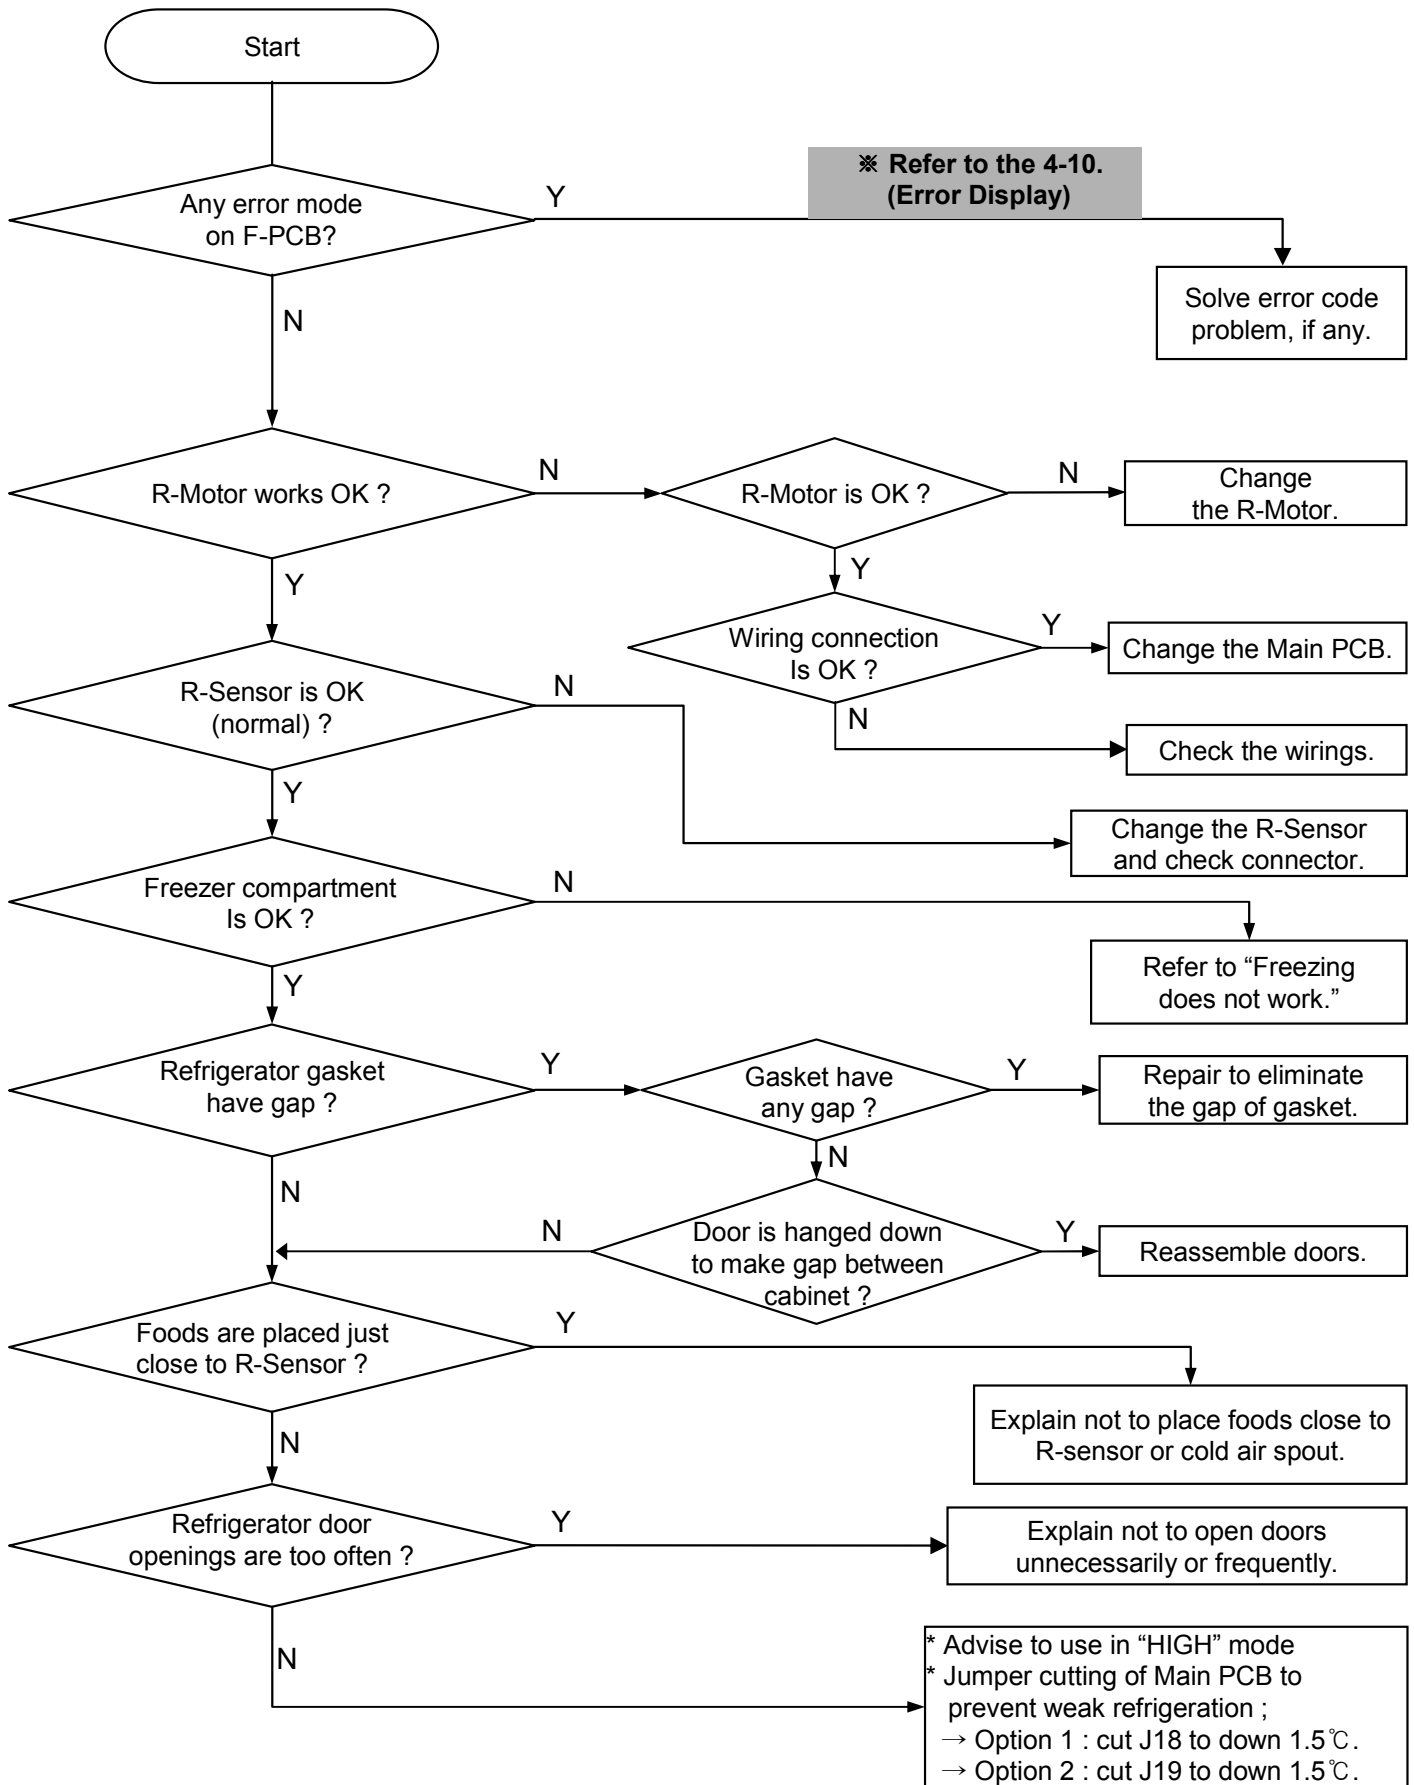 Start
※ Refer to the 4-10.
(Error Display)
Any error mode
on F-PCB?
Y
Solve error code
problem, if any.
N
R-Motor works OK ?
N
R-Motor is OK ?
N
Change
the R-Motor.
Y
Y
Wiring connection
Is OK ?
Y
Change the Main PCB.
N
Check the wirings.
R-Sensor is OK
(normal) ?
N
Change the R-Sensor
and check connector.
Y
Freezer compartment
Is OK ?
N
Refer to “Freezing
does not work.”
Y
Refrigerator gasket
have gap ?
Y
Gasket have
any gap ?
Y
Repair to eliminate
the gap of gasket.
N
N
Door is hanged down
to make gap between
cabinet ?
N
Y
Reassemble doors.
Foods are placed just
close to R-Sensor ?
Y
Explain not to place foods close to
R-sensor or cold air spout.
N
Refrigerator door
openings are too often ?
Y
Explain not to open doors
unnecessarily or frequently.
N
* Advise to use in “HIGH” mode
* Jumper cutting of Main PCB to
prevent weak refrigeration ;
→ Option 1 : cut J18 to down 1.5℃.
→ Option 2 : cut J19 to down 1.5℃.